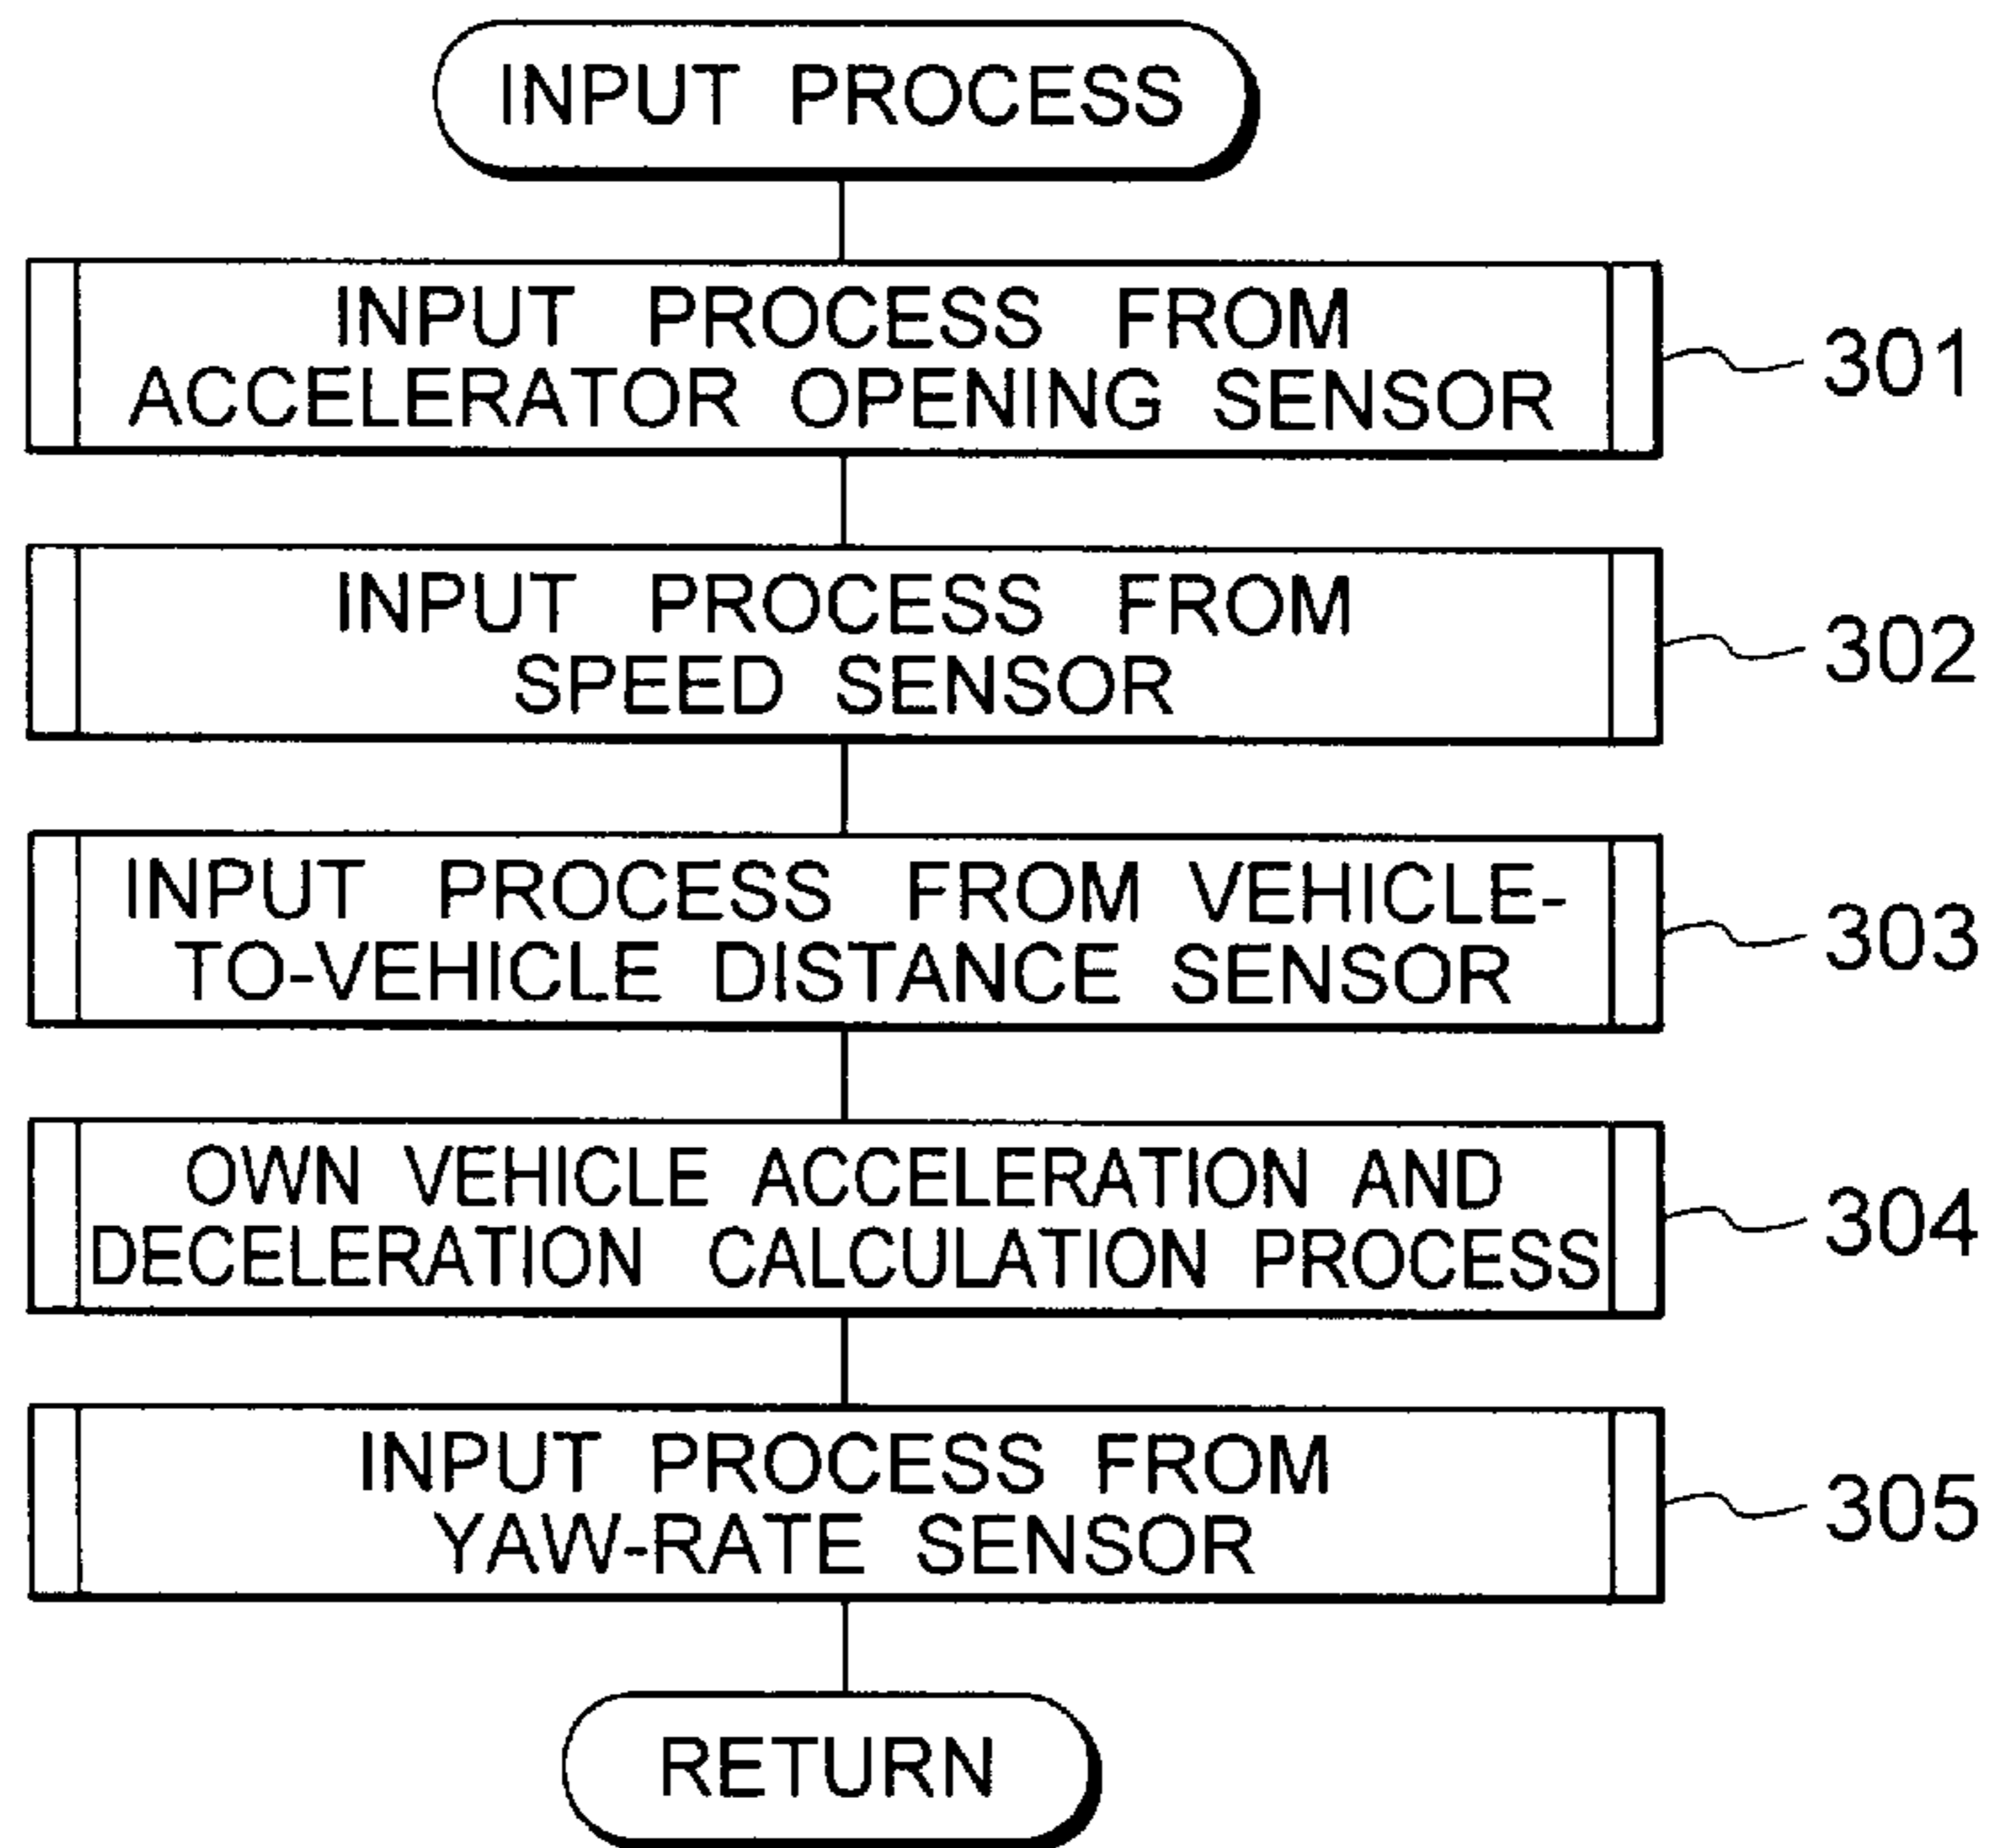 INPUT PROCESS
INPUT PROCESS FROM
ACCELERATOR OPENING SENSOR
301
INPUT PROCESS FROM
SPEED SENSOR
302
INPUT PROCESS FROM VEHICLE-
TO-VEHICLE DISTANCE SENSOR
303
OWN VEHICLE ACCELERATION AND
DECELERATION CALCULATION PROCESS
304
INPUT PROCESS FROM
YAW-RATE SENSOR
305
RETURN